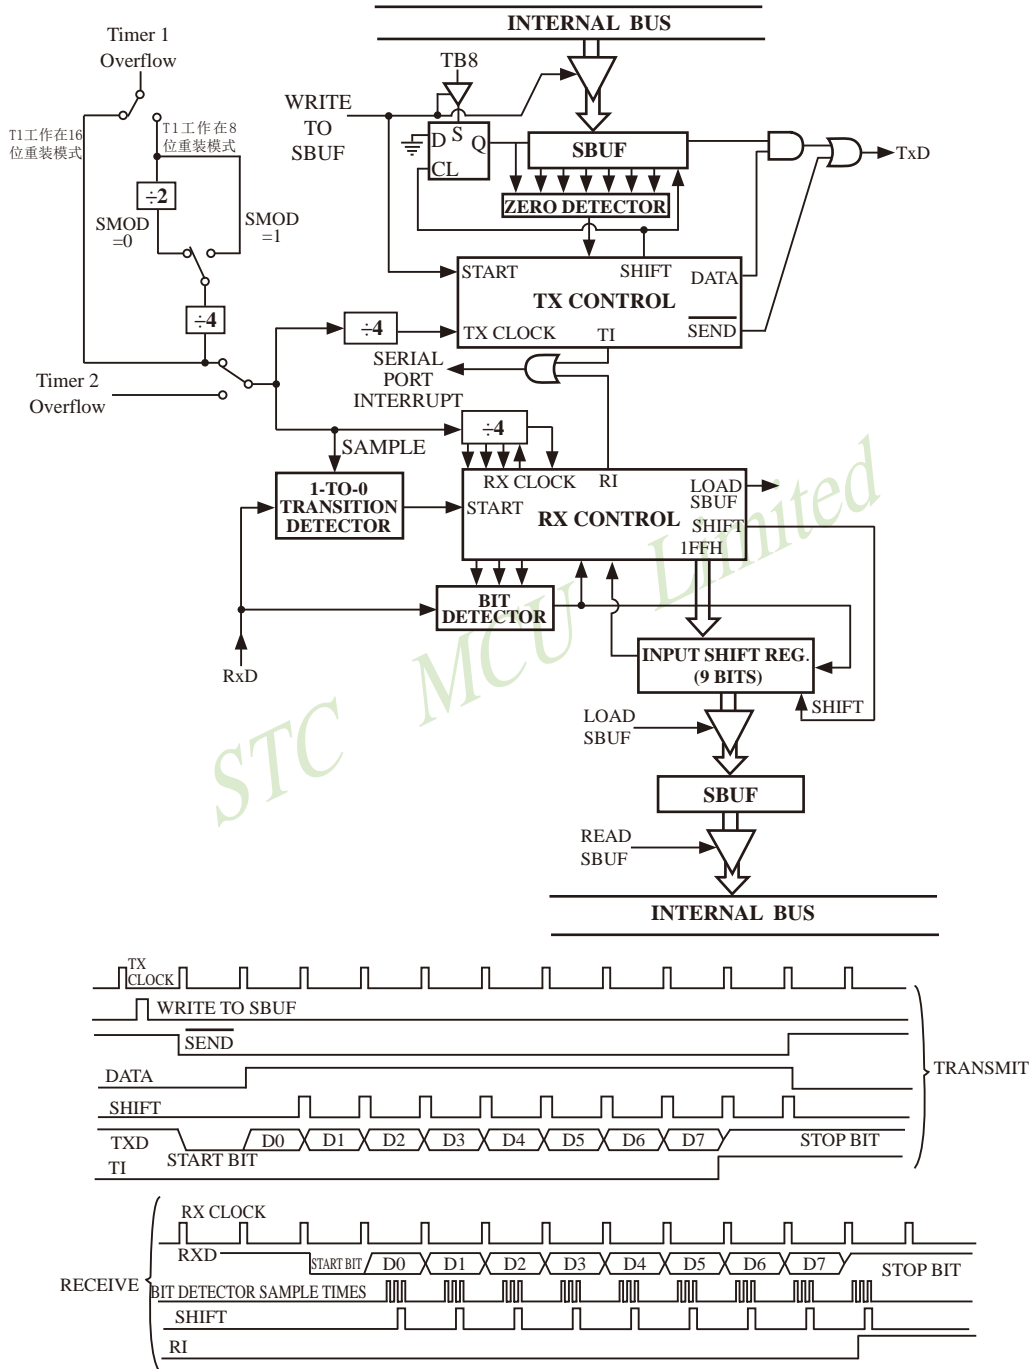 INTERNAL BUS
Timer 1
Overflow
TB8
WRITE
TO
SBUF
T1工作在16
位重装模式
T1工作在8
位重装模式
D S Q
CL
SBUF
TxD
÷2
ZERO DETECTOR
SMOD
=0
SMOD
=1
START
SHIFT
DATA
TX CONTROL
÷4
÷4
TX CLOCK
TI
SEND
SERIAL
PORT
INTERRUPT
Timer 2
Overflow
÷4
SAMPLE
RX CLOCK
RI
LOAD
SBUF
1-TO-0
TRANSITION
DETECTOR
START
RX CONTROL
SHIFT
1FFH
BIT
DETECTOR
RxD
INPUT SHIFT REG.
(9 BITS)
LOAD
SBUF
SHIFT
SBUF
READ
SBUF
INTERNAL BUS
STC MCU Limited
TX
CLOCK
WRITE TO SBUF
SEND
DATA
TRANSMIT
SHIFT
TXD
START BIT
D0 D1 D2 D3 D4 D5 D6 D7
STOP BIT
TI
RX CLOCK
RXD
START BIT
D0 D1 D2 D3 D4 D5 D6 D7
STOP BIT
RECEIVE
BIT DETECTOR SAMPLE TIMES
SHIFT
RI